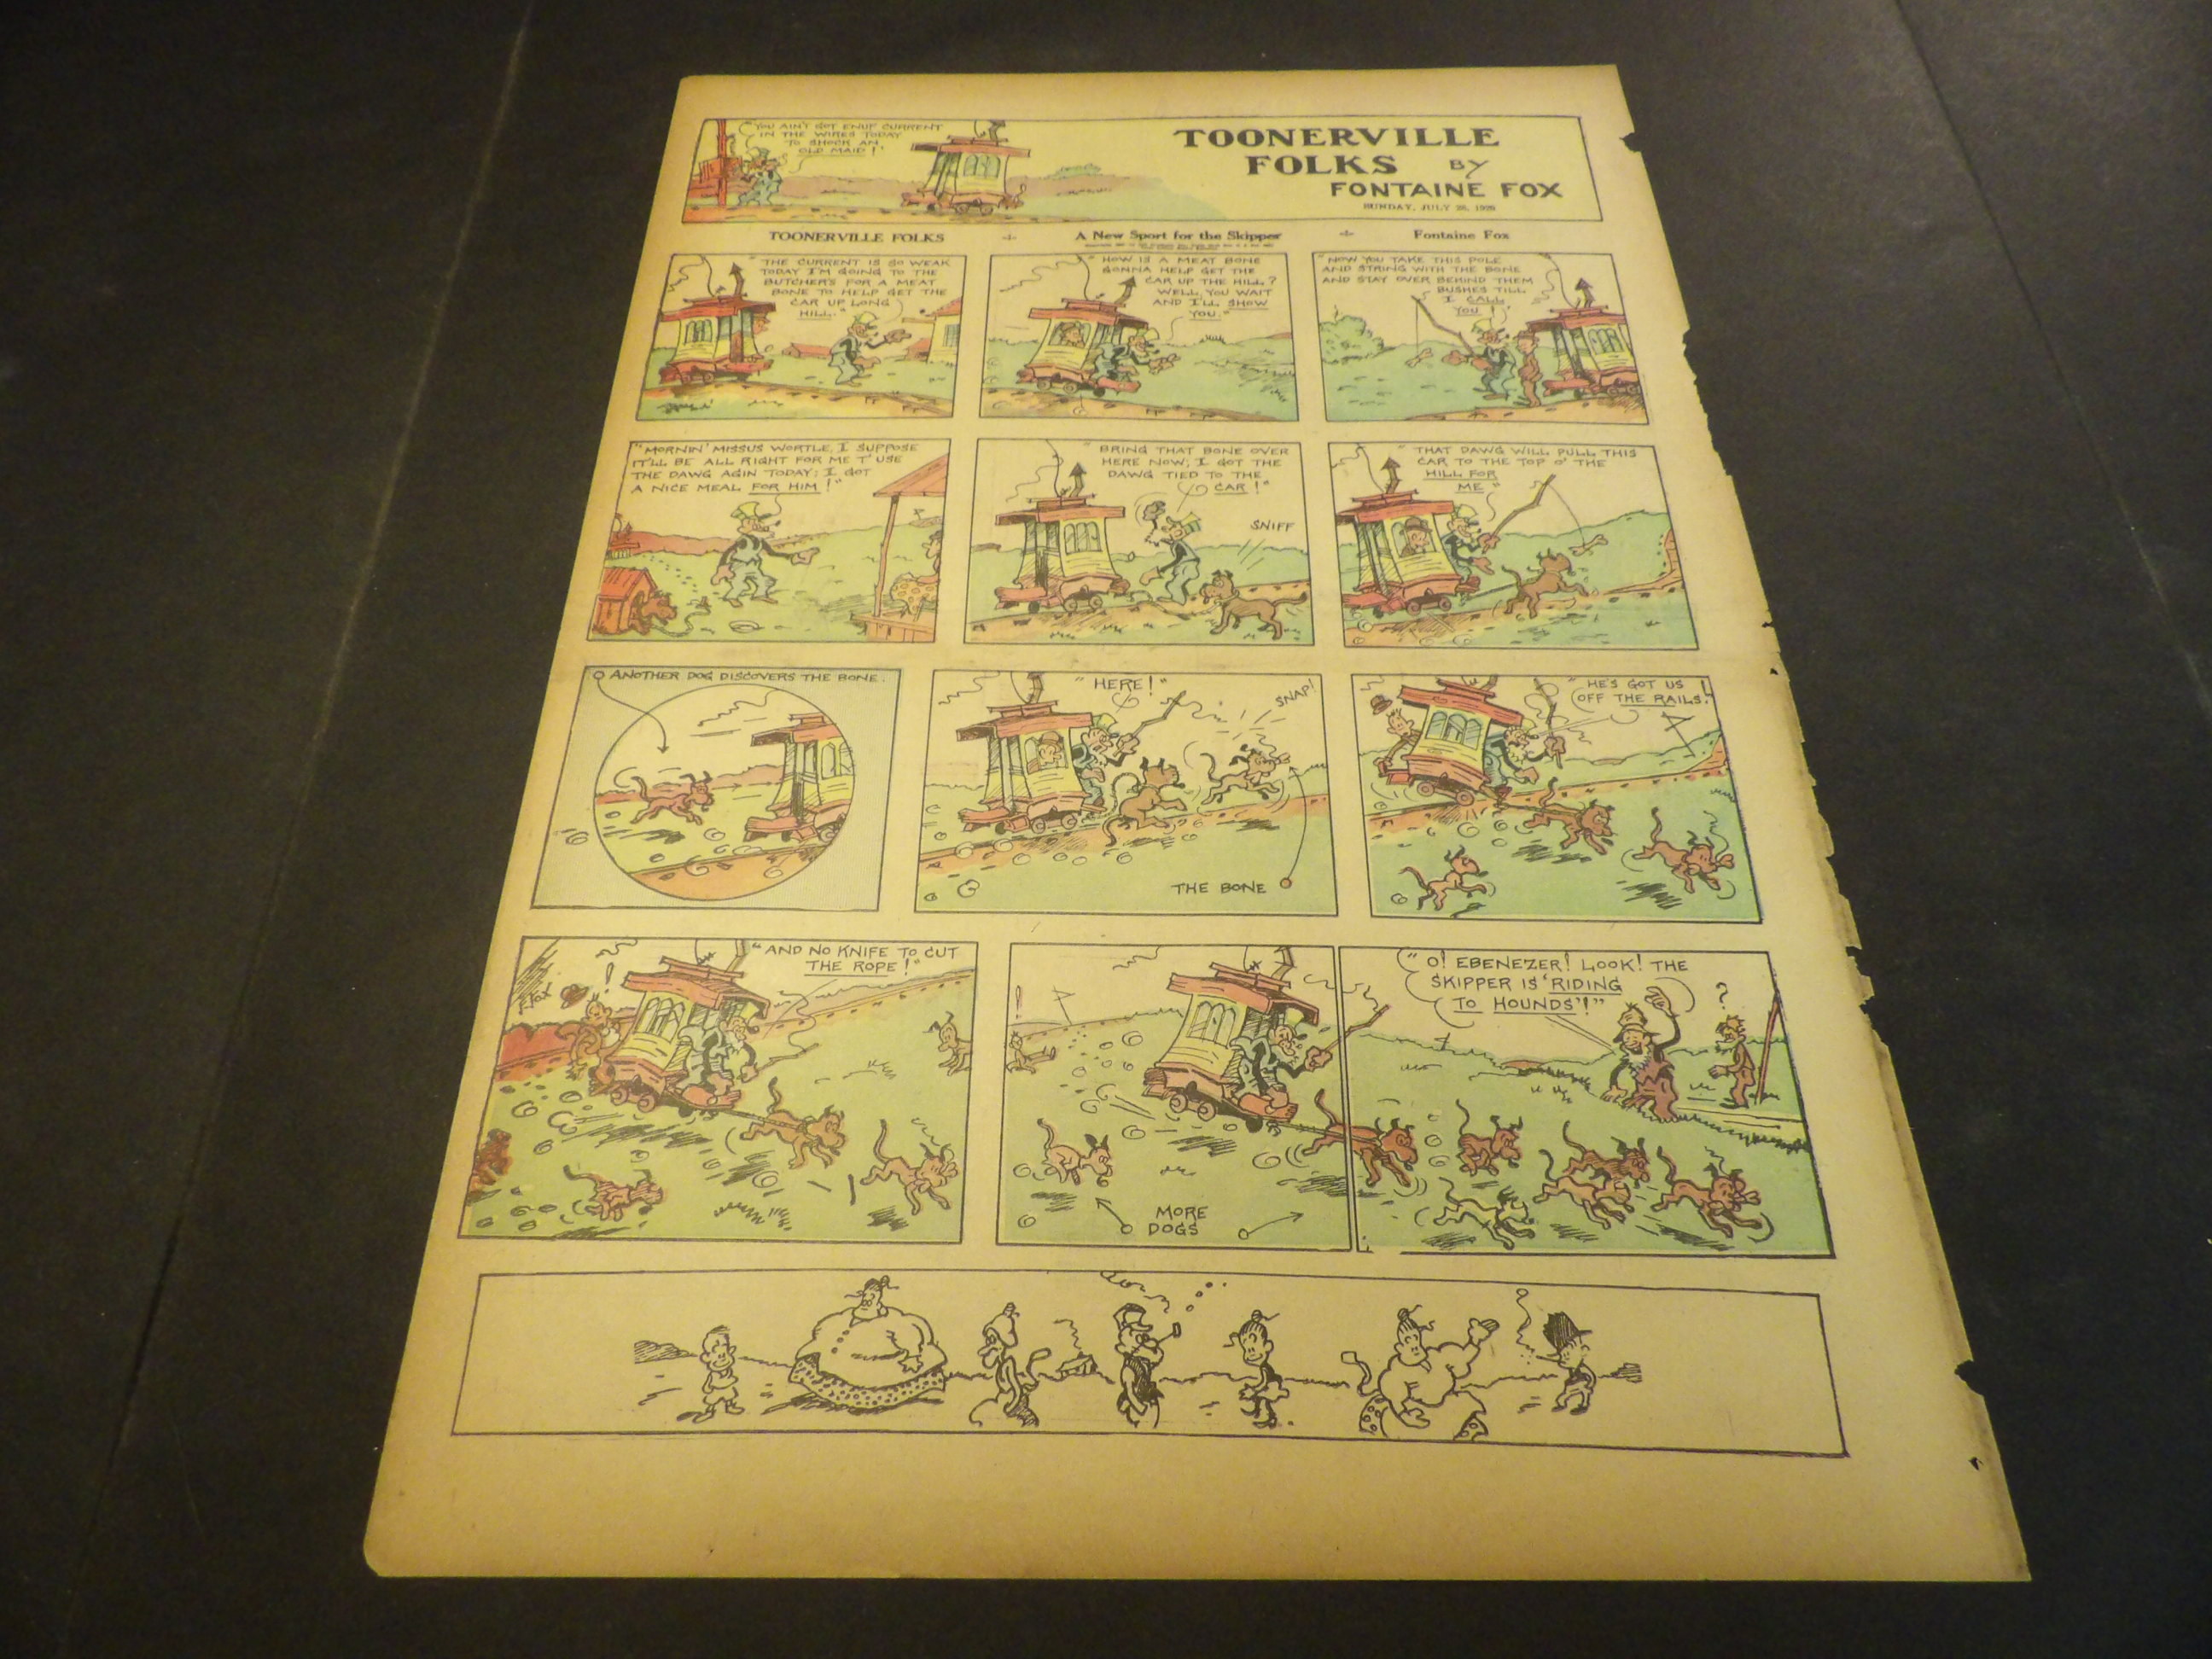 "YOU AIN'T GOT ENUF CURRENT
IN THE WIRES TODAY
TO SHOCK AN
OLD MAID!"
TOONERVILLE
FOLKS BY
FONTAINE FOX
SUNDAY, JULY
TOONERVILLE FOLKS
A New Sport for the Skipper
Fontaine Fox
"THE CURRENT IS SO WEAK
TODAY I'M GOING TO THE
BUTCHER'S FOR A MEAT
BONE TO HELP GET THE
CAR UP LONG
HILL."
"HOW IS A MEAT BONE
GONNA HELP GET THE
CAR UP THE HILL?
WELL, YOU WAIT
AND I'LL SHOW
YOU."
"NOW YOU TAKE THIS POLE
AND STRING WITH THE BONE
AND STAY OVER BEHIND THEM
BUSHES TILL
I CALL
YOU!"
"MORNIN' MISSUS WORTLE, I SUPPOSE
IT'LL BE ALL RIGHT FOR ME T' USE
THE DAWG AGIN TODAY; I GOT
A NICE MEAL FOR HIM!"
"BRING THAT BONE OVER
HERE NOW; I GOT THE
DAWG TIED TO THE
CAR!"
SNIFF
"THAT DAWG WILL PULL THIS
CAR TO THE TOP O' THE
HILL FOR
ME"
ANOTHER DOG DISCOVERS THE BONE.
"HERE!"
SNAP!
THE BONE
"HE'S GOT US
OFF THE RAILS!
"AND NO KNIFE TO CUT
THE ROPE!"
!
FOX
!
MORE
DOGS
"O! EBENEZER! LOOK! THE
SKIPPER IS 'RIDING
TO HOUNDS'!"
?